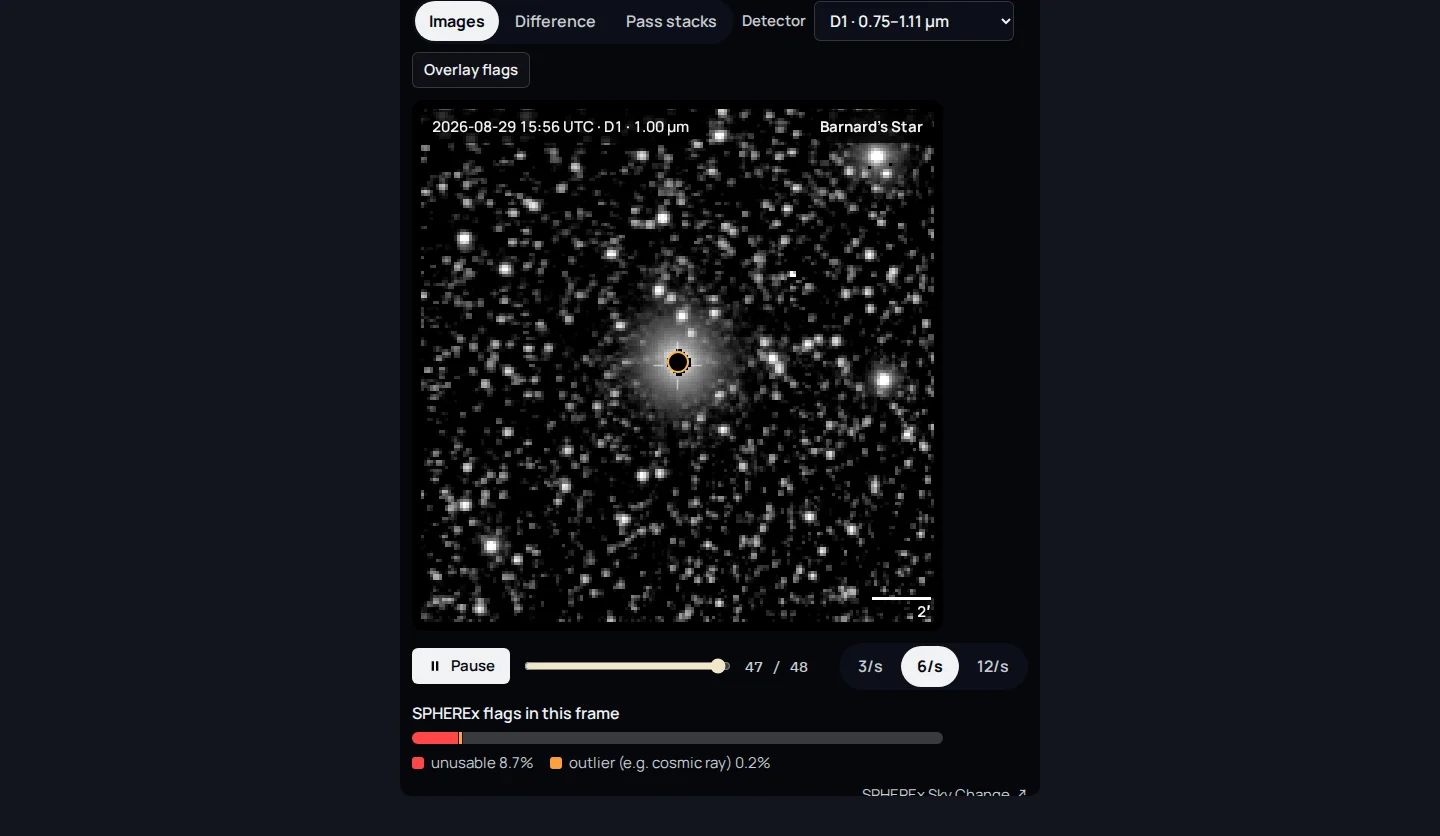 Images Difference Pass stacks Detector D1 · 0.75–1.11 µm
Overlay flags
2026-08-29 15:56 UTC · D1 · 1.00 µm Barnard's Star
2′
Pause 47 / 48 3/s 6/s 12/s
SPHEREx flags in this frame
unusable 8.7% outlier (e.g. cosmic ray) 0.2%
SPHEREx Sky Change ↗